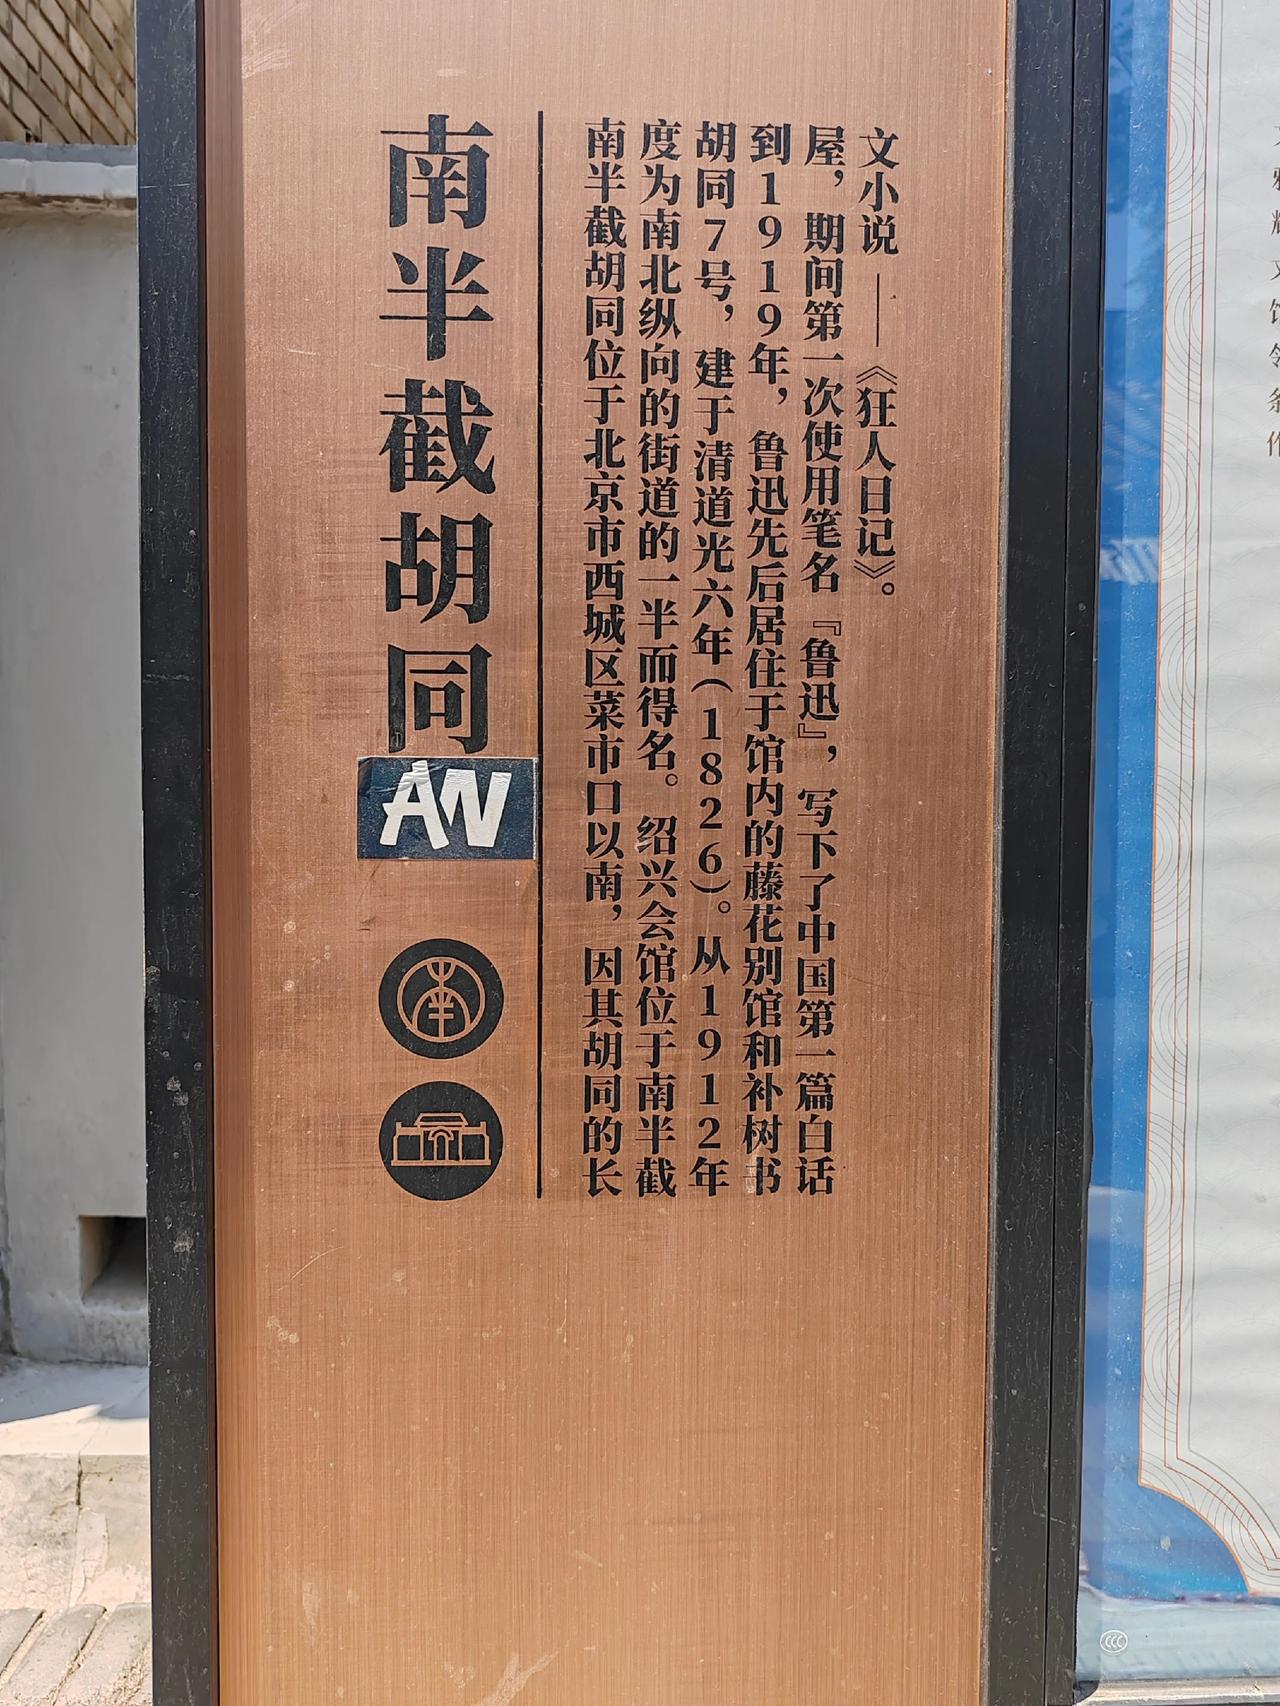 南半截胡同
AN
南半截胡同位于北京市西城区菜市口以南，因其胡同的长
度为南北纵向的街道的一半而得名。绍兴会馆位于南半截
胡同7号，建于清道光六年（1826）。从1912年
到1919年，鲁迅先后居住于馆内的藤花别馆和补树书
屋，期间第一次使用笔名『鲁迅』，写下了中国第一篇白话
文小说——《狂人日记》。